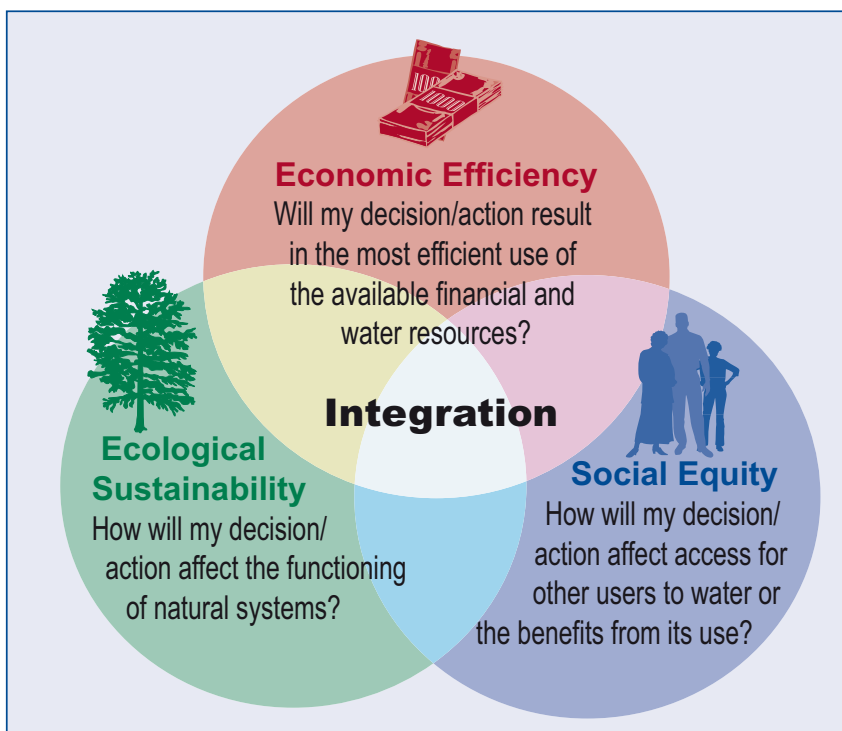 100
1000
Economic Efficiency
Will my decision/action result
in the most efficient use of
the available financial and
water resources?
Integration
Ecological
Sustainability
How will my decision/
action affect the functioning
of natural systems?
Social Equity
How will my decision/
action affect access for
other users to water or
the benefits from its use?